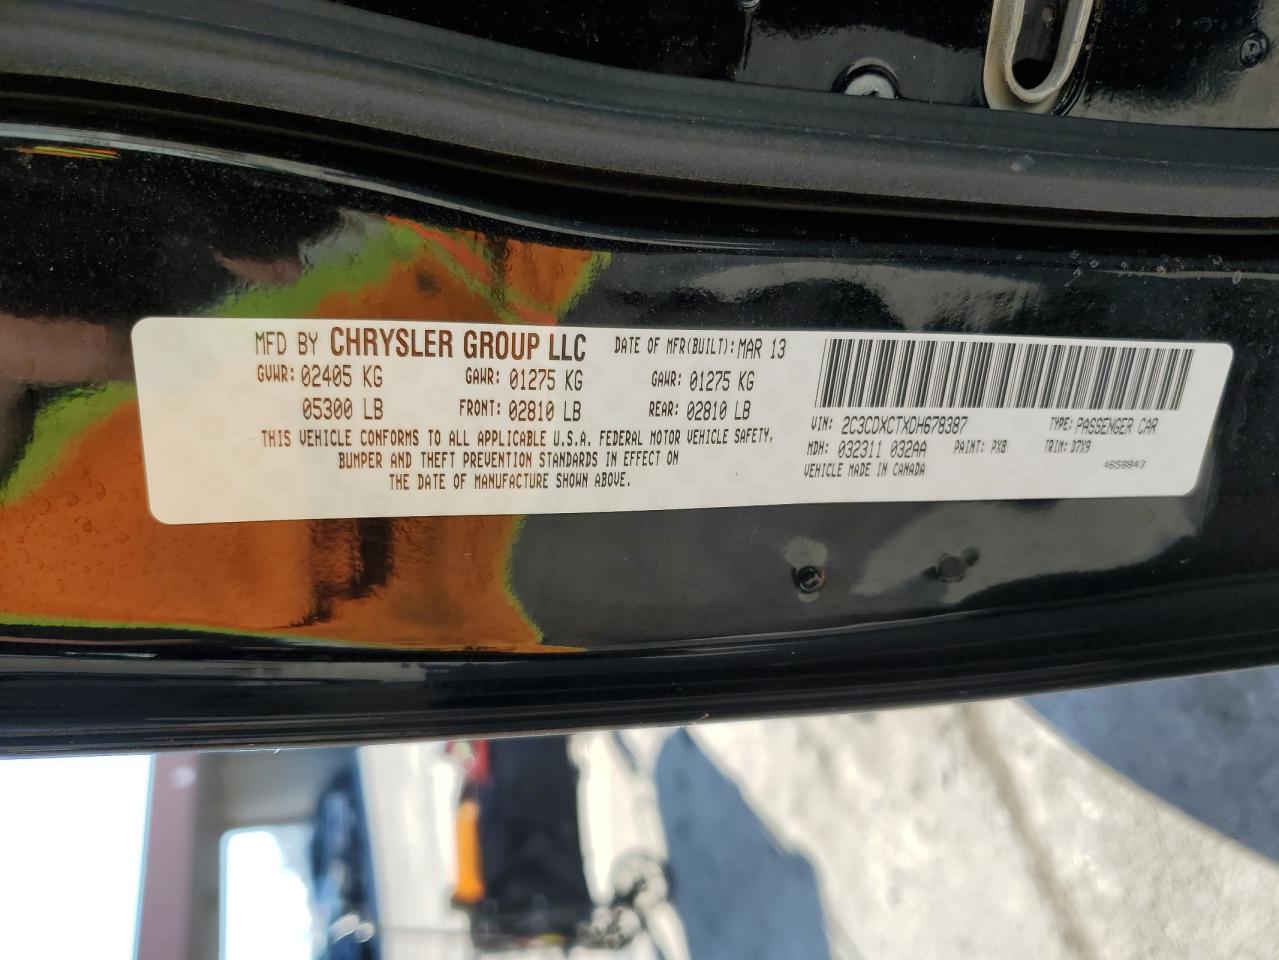 MFD BY CHRYSLER GROUP LLC DATE OF MFR(BUILT): MAR 13
GVWR: 02405 KG GAWR: 01275 KG GAWR: 01275 KG
05300 LB FRONT: 02810 LB REAR: 02810 LB
THIS VEHICLE CONFORMS TO ALL APPLICABLE U.S.A. FEDERAL MOTOR VEHICLE SAFETY,
BUMPER AND THEFT PREVENTION STANDARDS IN EFFECT ON
THE DATE OF MANUFACTURE SHOWN ABOVE.
VIN: 2C3CDXCTXDH678387 TYPE: PASSENGER CAR
MDH: 032311 032AA PAINT: PX8 TRIM: D7X9
VEHICLE MADE IN CANADA